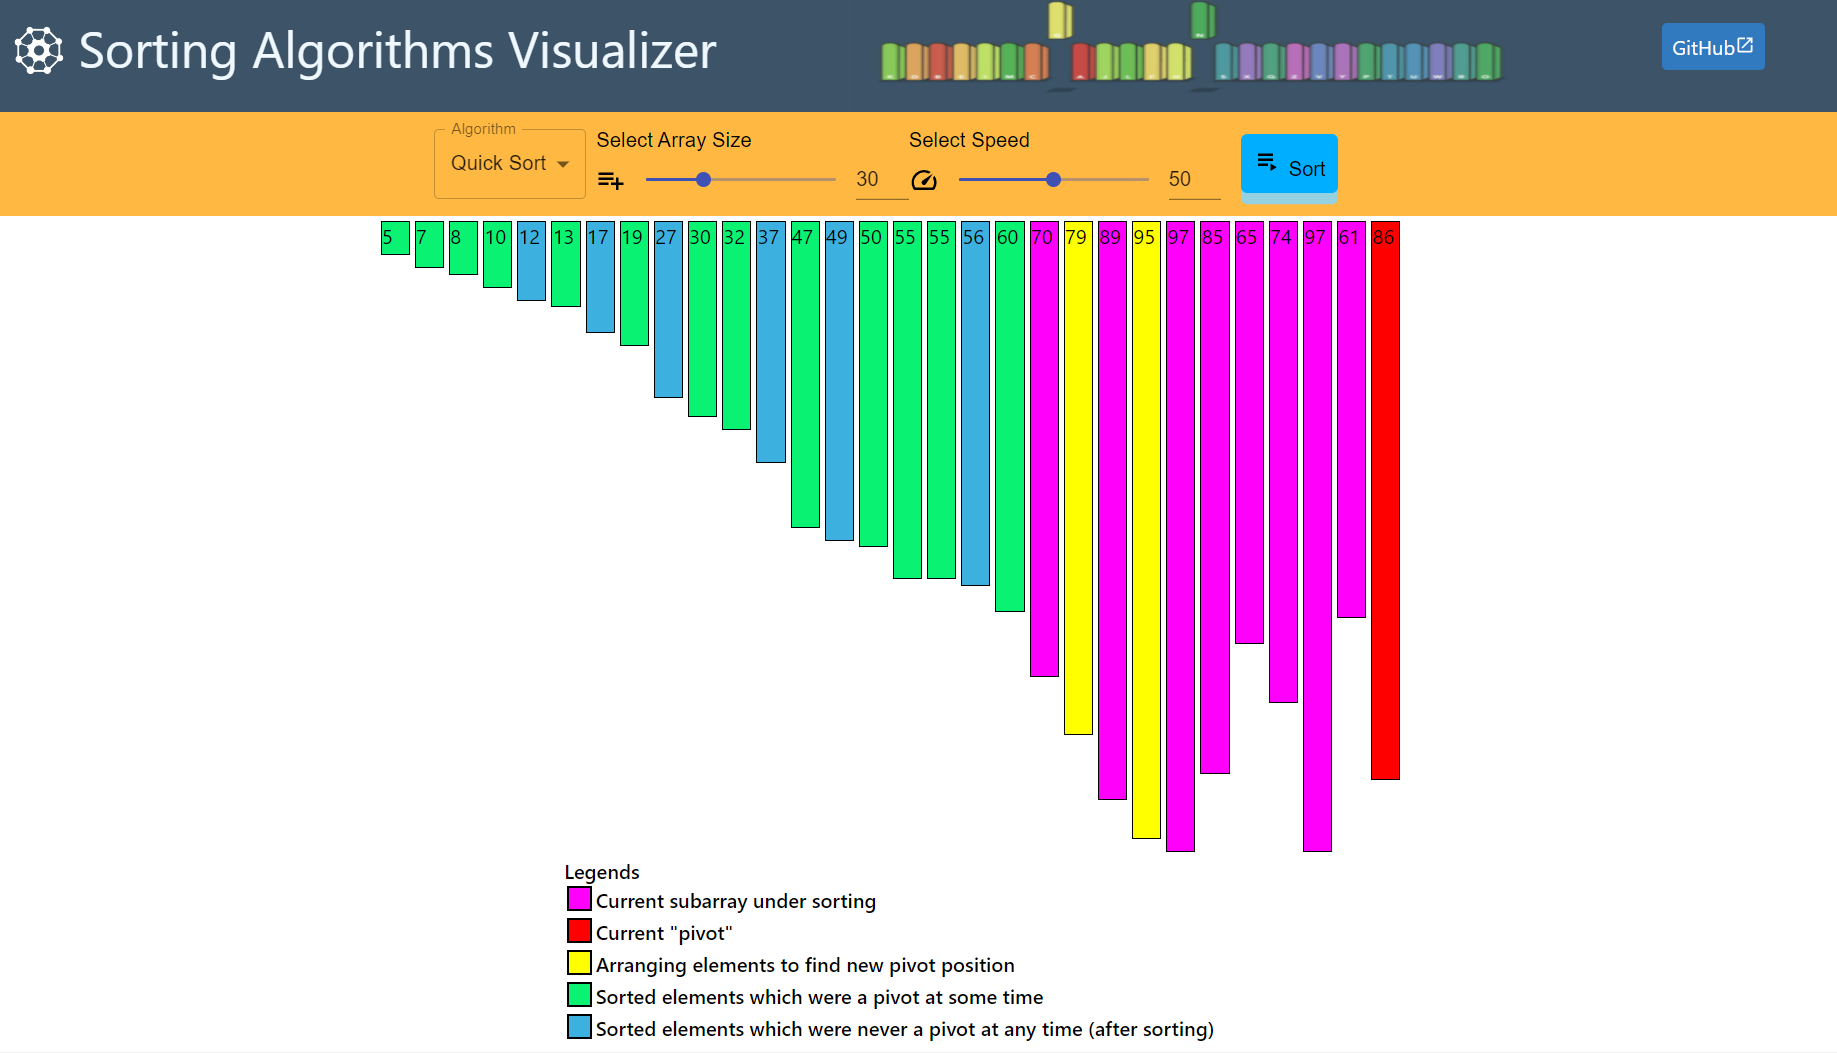 Sorting Algorithms Visualizer
GitHub
Algorithm
Quick Sort
Select Array Size
30
Select Speed
50
Sort
5 7 8 10 12 13 17 19 27 30 32 37 47 49 50 55 55 56 60 70 79 89 95 97 85 65 74 97 61 86
Legends
Current subarray under sorting
Current "pivot"
Arranging elements to find new pivot position
Sorted elements which were a pivot at some time
Sorted elements which were never a pivot at any time (after sorting)